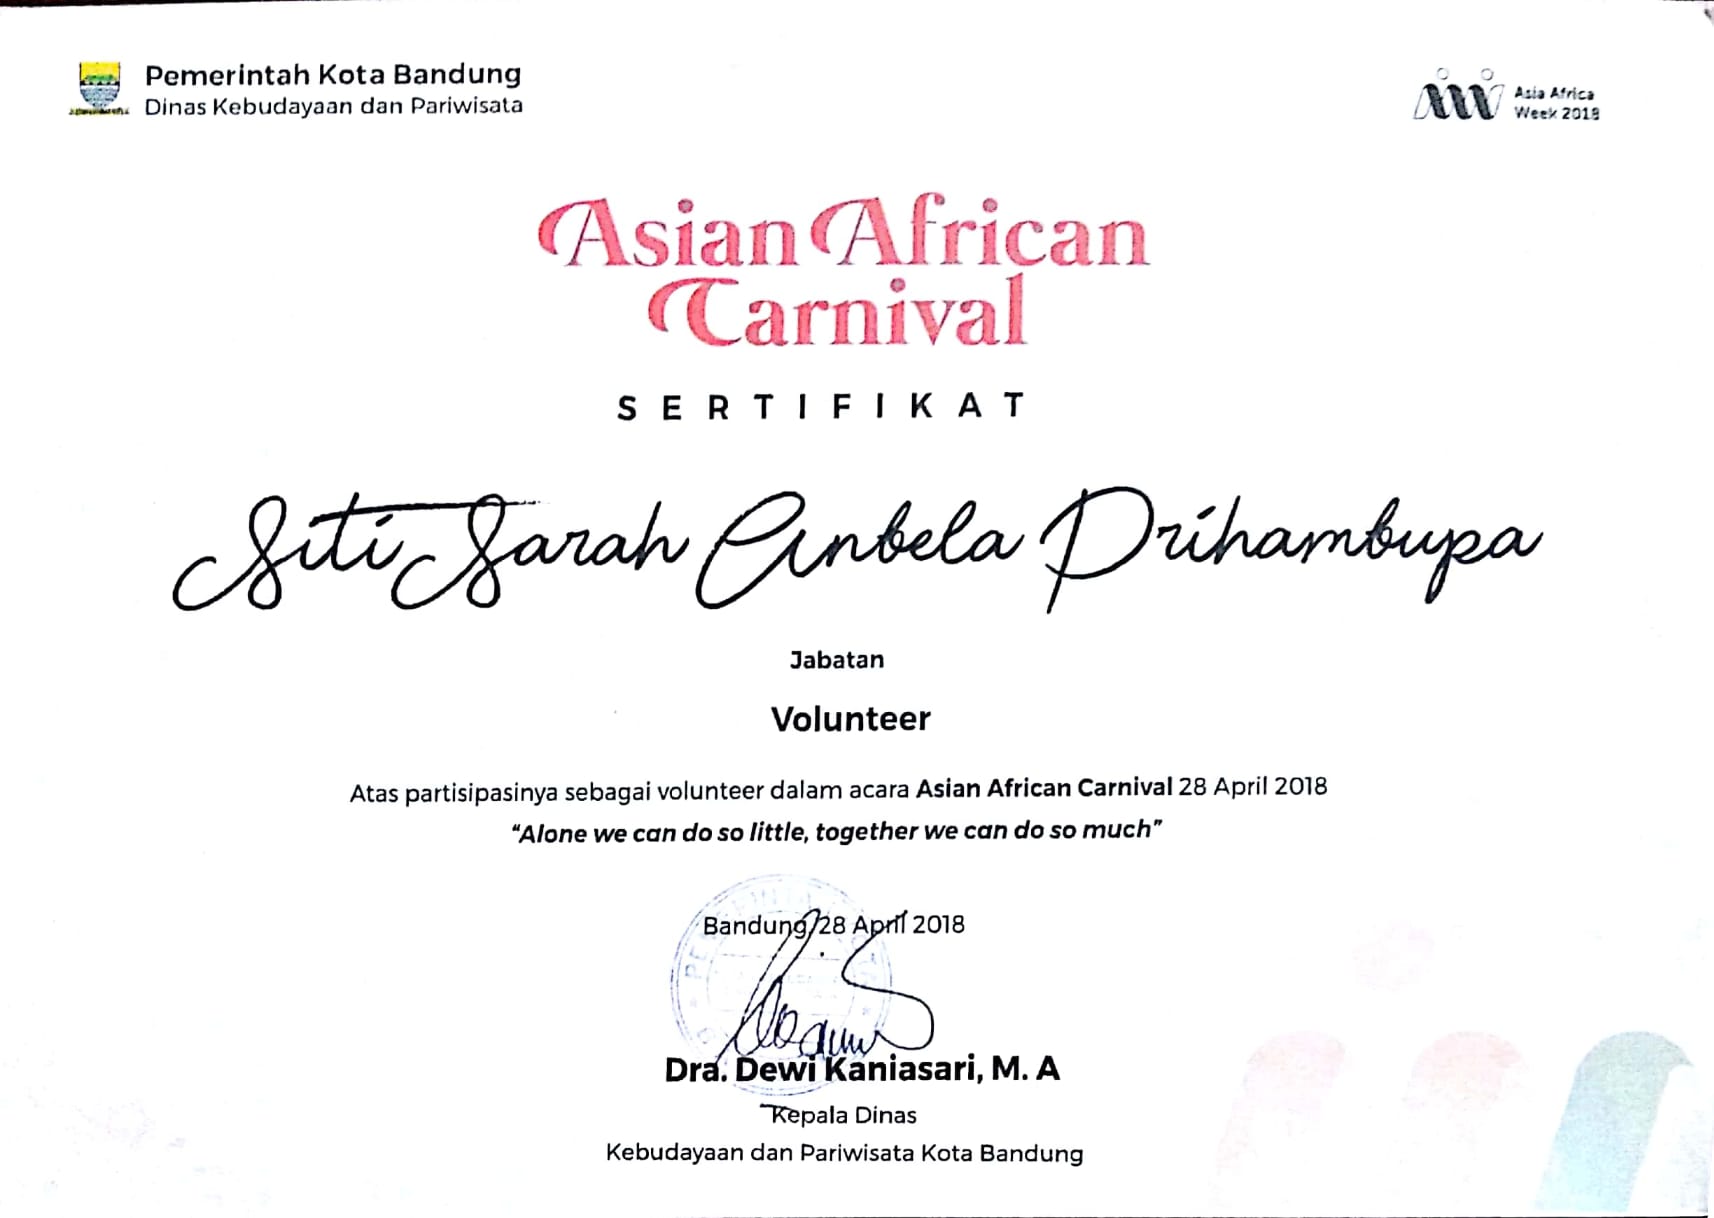 Pemerintah Kota Bandung
Dinas Kebudayaan dan Pariwisata
Asia Africa
Week 2018
Asian African
Carnival
SERTIFIKAT
Siti Sarah Anbela Prihambupa
Jabatan
Volunteer
Atas partisipasinya sebagai volunteer dalam acara Asian African Carnival 28 April 2018
“Alone we can do so little, together we can do so much”
Bandung, 28 April 2018
Dra. Dewi Kaniasari, M. A
Kepala Dinas
Kebudayaan dan Pariwisata Kota Bandung